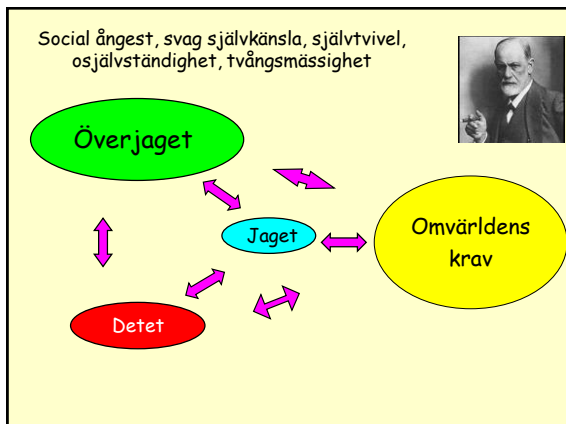 Social ångest, svag självkänsla, självtvivel,
osjälvständighet, tvångsmässighet
Överjaget
Jaget
Omvärldens
krav
Detet